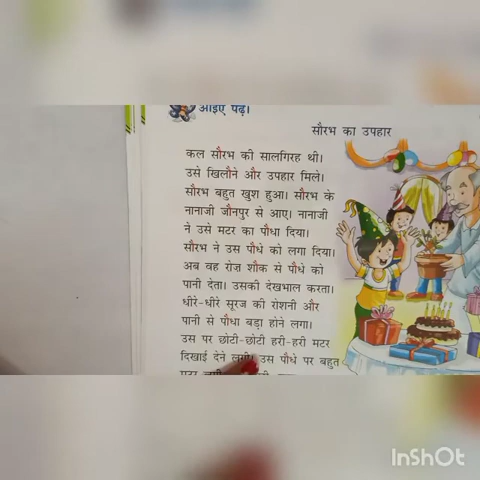 आइए पढ़ें।
सौरभ का उपहार
कल सौरभ की सालगिरह थी।
उसे खिलौने और उपहार मिले।
सौरभ बहुत खुश हुआ। सौरभ के
नानाजी जौनपुर से आए। नानाजी
ने उसे मटर का पौधा दिया।
सौरभ ने उस पौधे को लगा दिया।
अब वह रोज़ शौक से पौधे को
पानी देता। उसकी देखभाल करता।
धीरे-धीरे सूरज की रोशनी और
पानी से पौधा बड़ा होने लगा।
उस पर छोटी-छोटी हरी-हरी मटर
दिखाई देने लगी। उस पौधे पर बहुत
InShOt